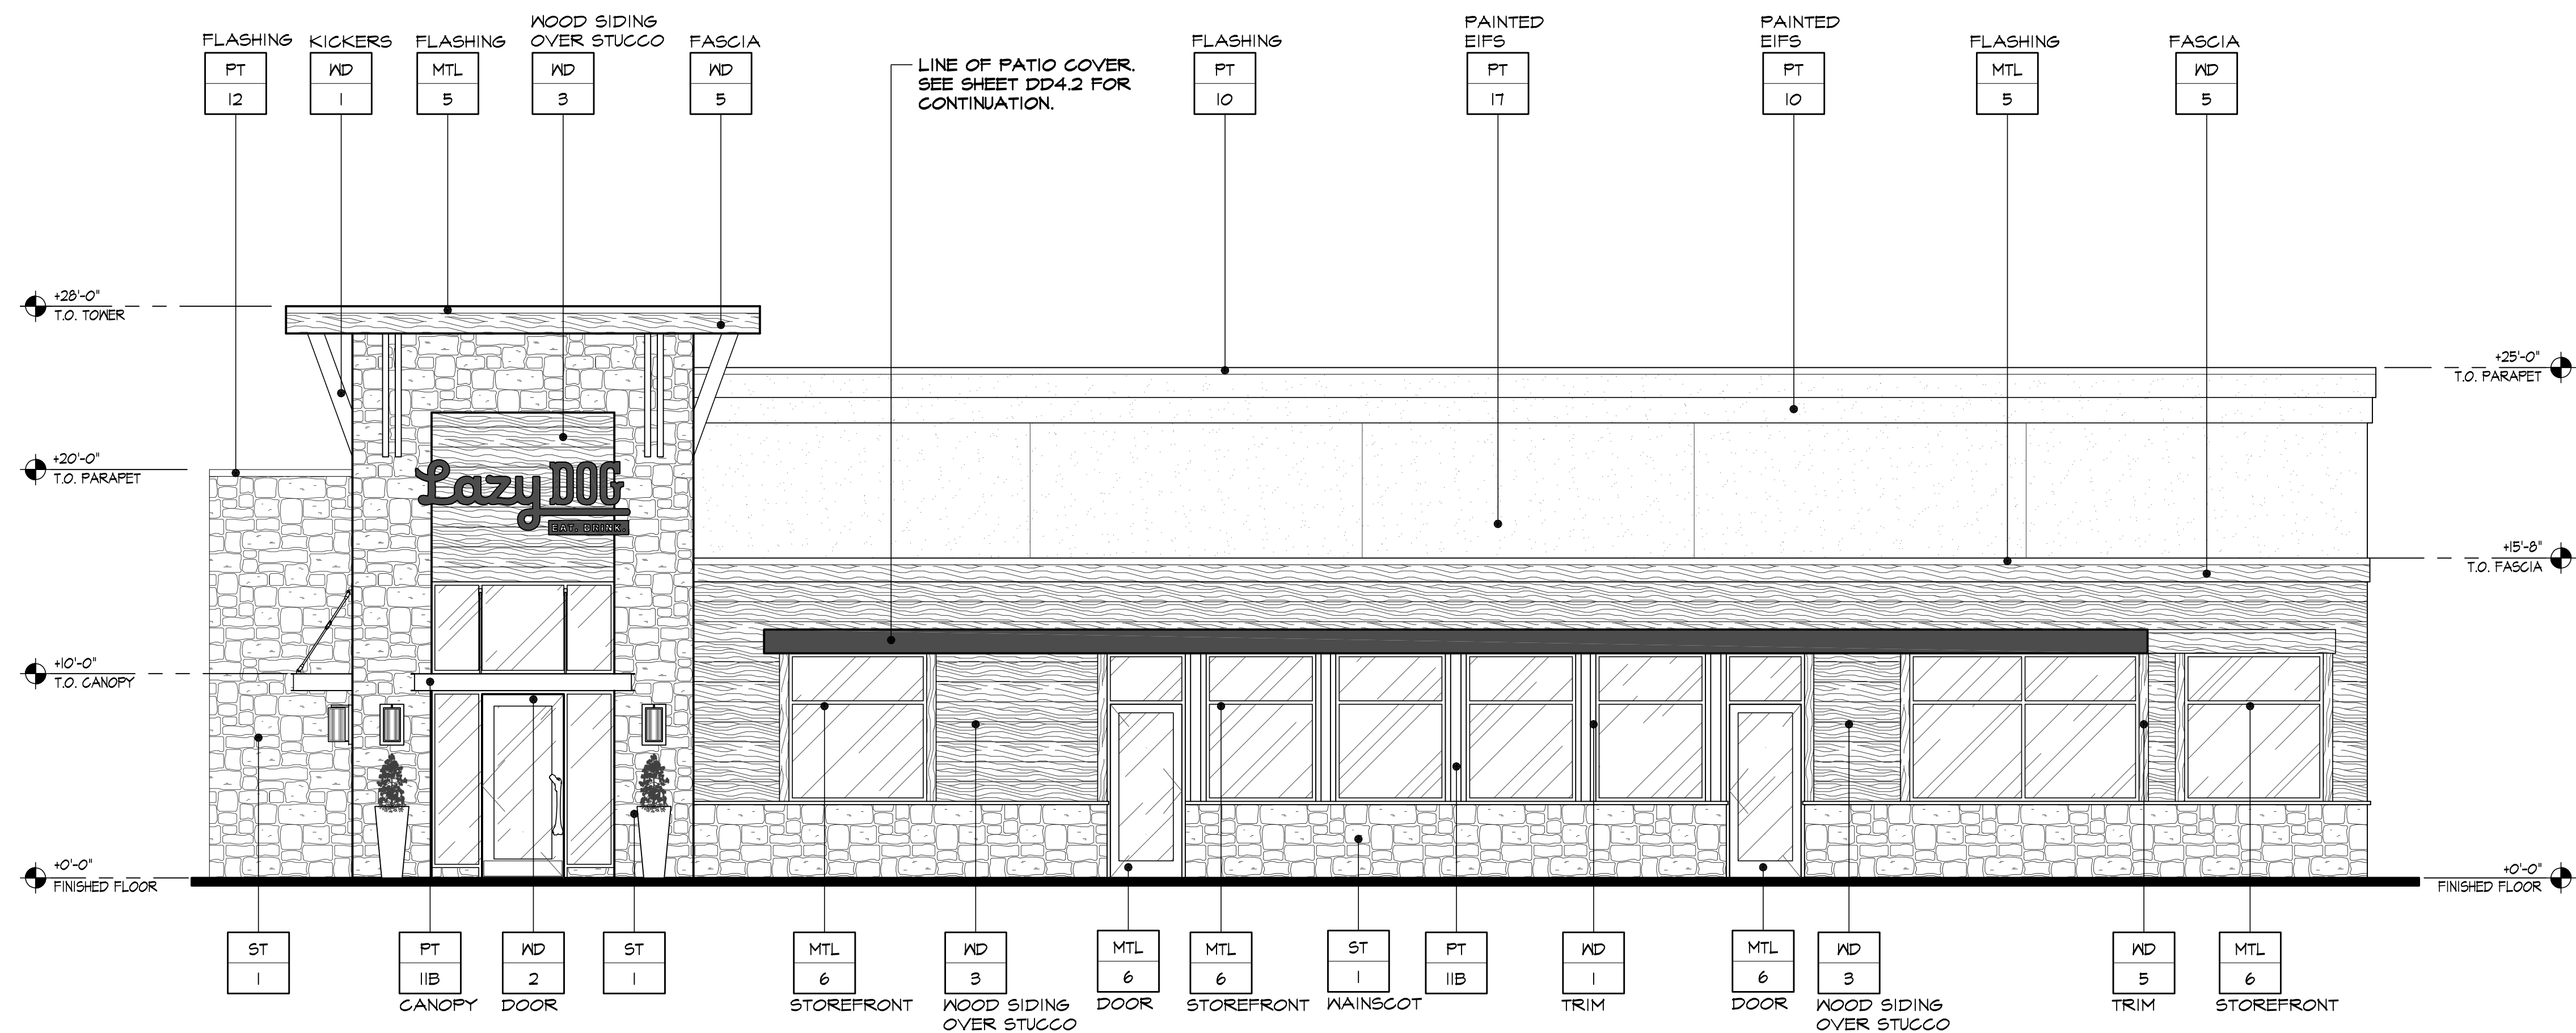 FLASHING
PT
12
KICKERS
WD
1
FLASHING
MTL
5
WOOD SIDING
OVER STUCCO
WD
3
FASCIA
WD
5
LINE OF PATIO COVER.
SEE SHEET DD4.2 FOR
CONTINUATION.
FLASHING
PT
10
PAINTED
EIFS
PT
17
PAINTED
EIFS
PT
10
FLASHING
MTL
5
FASCIA
WD
5
+28'-0"
T.O. TOWER
+20'-0"
T.O. PARAPET
+10'-0"
T.O. CANOPY
+0'-0"
FINISHED FLOOR
Lazy DOG
EAT. DRINK.
+25'-0"
T.O. PARAPET
+15'-8"
T.O. FASCIA
+0'-0"
FINISHED FLOOR
ST
1
PT
11B
CANOPY
WD
2
DOOR
ST
1
MTL
6
STOREFRONT
WD
3
WOOD SIDING
OVER STUCCO
MTL
6
DOOR
MTL
6
STOREFRONT
ST
1
WAINSCOT
PT
11B
WD
1
TRIM
MTL
6
DOOR
WD
3
WOOD SIDING
OVER STUCCO
WD
5
TRIM
MTL
6
STOREFRONT